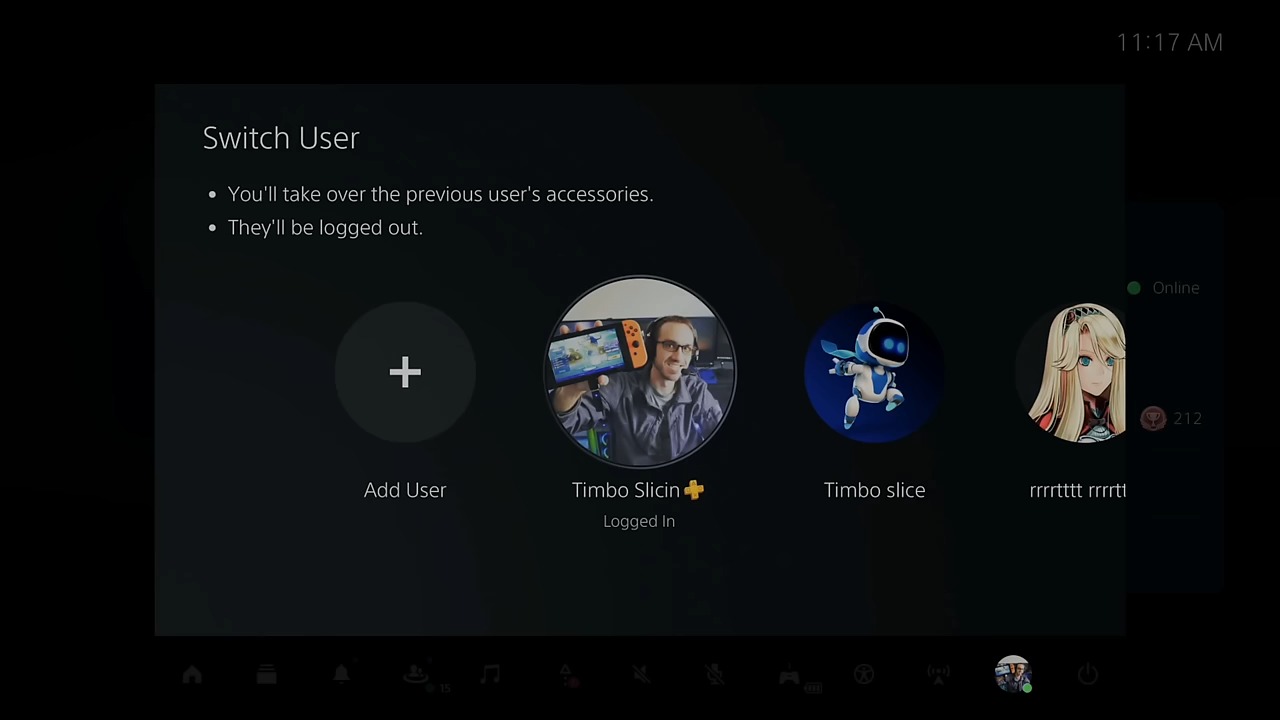 11:17 AM
Switch User
• You'll take over the previous user's accessories.
• They'll be logged out.
Online
212
Add User
Timbo Slicin
Timbo slice
rrrrtttt rrrrtt
Logged In
15